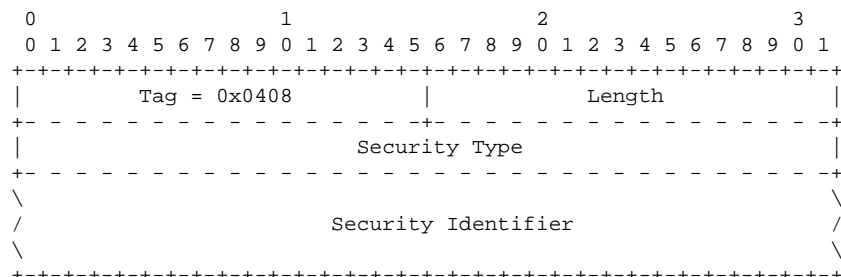 0                   1                   2                   3
0 1 2 3 4 5 6 7 8 9 0 1 2 3 4 5 6 7 8 9 0 1 2 3 4 5 6 7 8 9 0 1
+-+-+-+-+-+-+-+-+-+-+-+-+-+-+-+-+-+-+-+-+-+-+-+-+-+-+-+-+-+-+-+-+
|         Tag = 0x0408          |            Length             |
+- - - - - - - - - - - - - - - -+- - - - - - - - - - - - - - - -+
|                         Security Type                         |
+- - - - - - - - - - - - - - - - - - - - - - - - - - - - - - - -+
\                                                               \
/                       Security Identifier                     /
\                                                               \
+-+-+-+-+-+-+-+-+-+-+-+-+-+-+-+-+-+-+-+-+-+-+-+-+-+-+-+-+-+-+-+-+